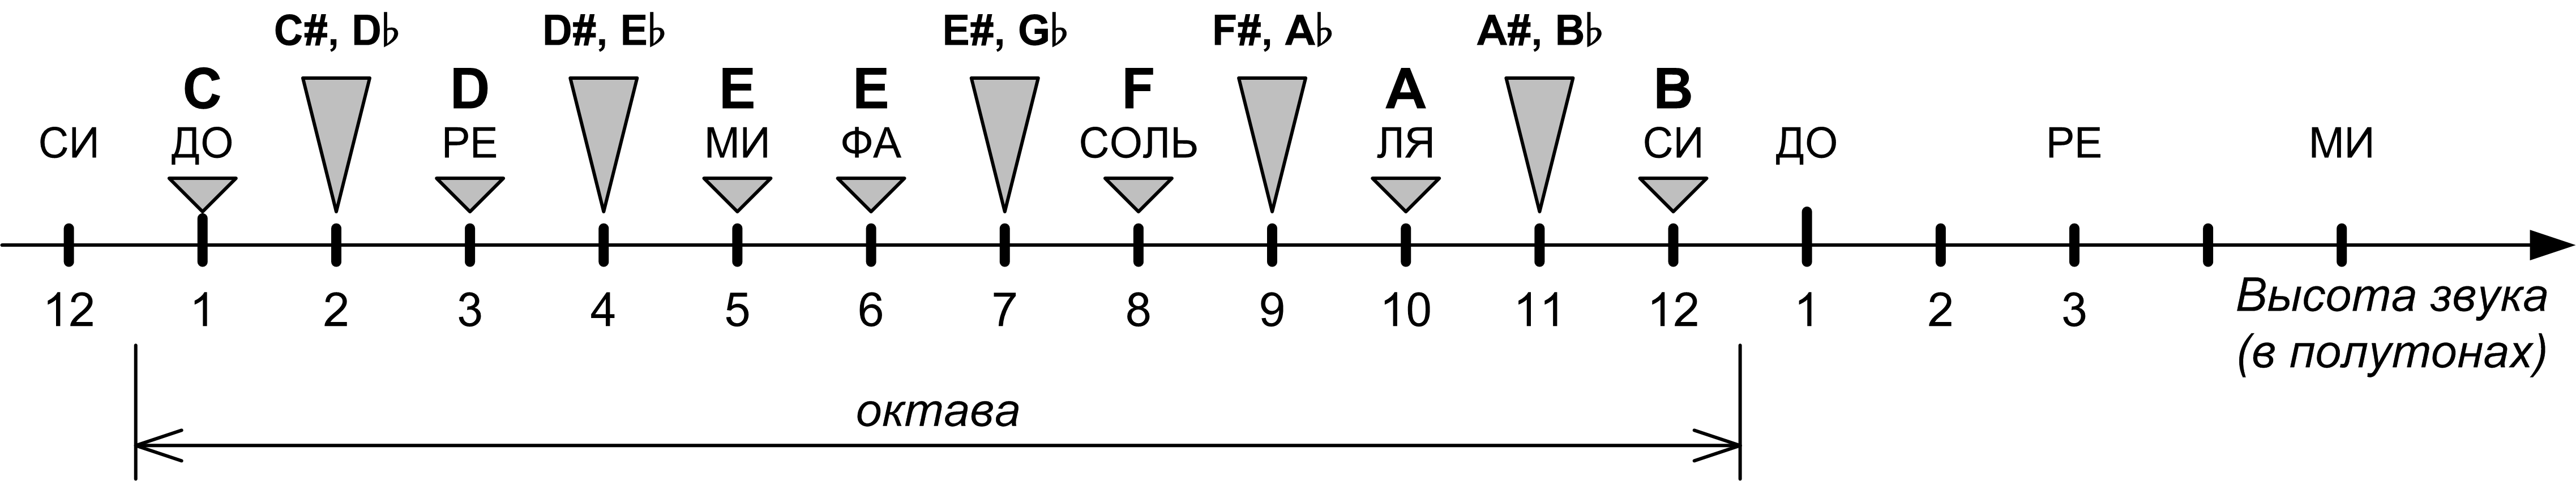 C#, D♭ D#, E♭ E#, G♭ F#, A♭ A#, B♭
C D E E F A B
СИ ДО РЕ МИ ФА СОЛЬ ЛЯ СИ ДО РЕ МИ
12 1 2 3 4 5 6 7 8 9 10 11 12 1 2 3
Высота звука
(в полутонах)
октава